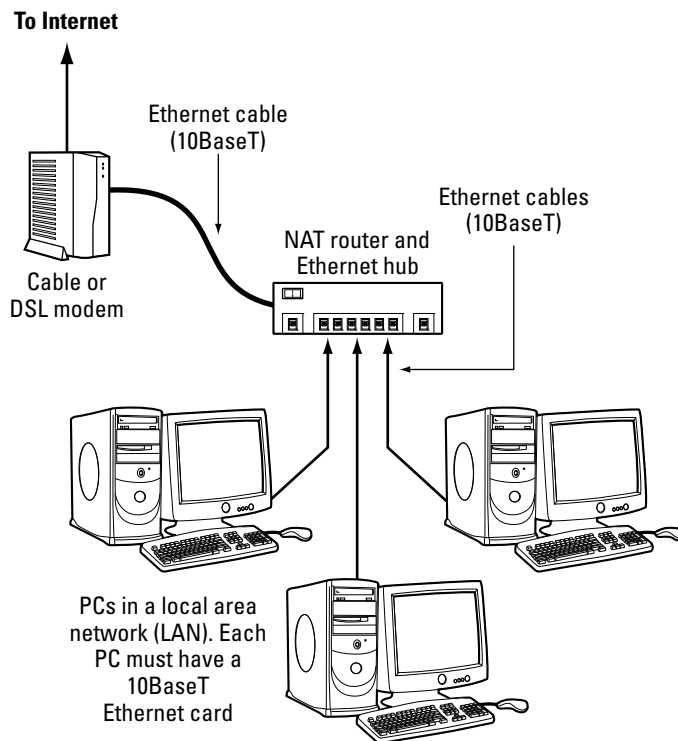 To Internet
Ethernet cable
(10BaseT)
Ethernet cables
(10BaseT)
NAT router and
Ethernet hub
Cable or
DSL modem
PCs in a local area
network (LAN). Each
PC must have a
10BaseT
Ethernet card